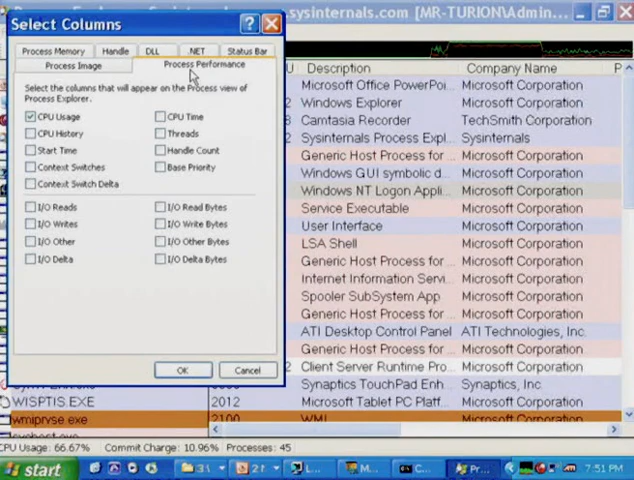 sysinternals.com [MR-TURION\Admin...
Select Columns
Process Memory Handle DLL .NET Status Bar
Process Image Process Performance
Select the columns that will appear on the Process view of
Process Explorer.
CPU Usage CPU Time
CPU History Threads
Start Time Handle Count
Context Switches Base Priority
Context Switch Delta
I/O Reads I/O Read Bytes
I/O Writes I/O Write Bytes
I/O Other I/O Other Bytes
I/O Delta I/O Delta Bytes
OK Cancel
Description Company Name P
Microsoft Office PowerPoi... Microsoft Corporation
Windows Explorer Microsoft Corporation
Camtasia Recorder TechSmith Corporation
Sysinternals Process Expl... Sysinternals
Generic Host Process for ... Microsoft Corporation
Windows GUI symbolic d... Microsoft Corporation
Windows NT Logon Appli... Microsoft Corporation
Service Executable Microsoft Corporation
User Interface Microsoft Corporation
LSA Shell Microsoft Corporation
Generic Host Process for ... Microsoft Corporation
Internet Information Servi... Microsoft Corporation
Spooler SubSystem App Microsoft Corporation
Generic Host Process for ... Microsoft Corporation
ATI Desktop Control Panel ATI Technologies, Inc.
Generic Host Process for ... Microsoft Corporation
Client Server Runtime Pro... Microsoft Corporation
Synaptics TouchPad Enh... Synaptics, Inc.
WISPTIS.EXE 2012 Microsoft Tablet PC Platf... Microsoft Corporation
wmiprvse.exe 2100 WMI Microsoft Corporation
CPU Usage: 66.67% Commit Charge: 10.96% Processes: 45
start 3 2 L... M... C... Pr... 7:51 PM